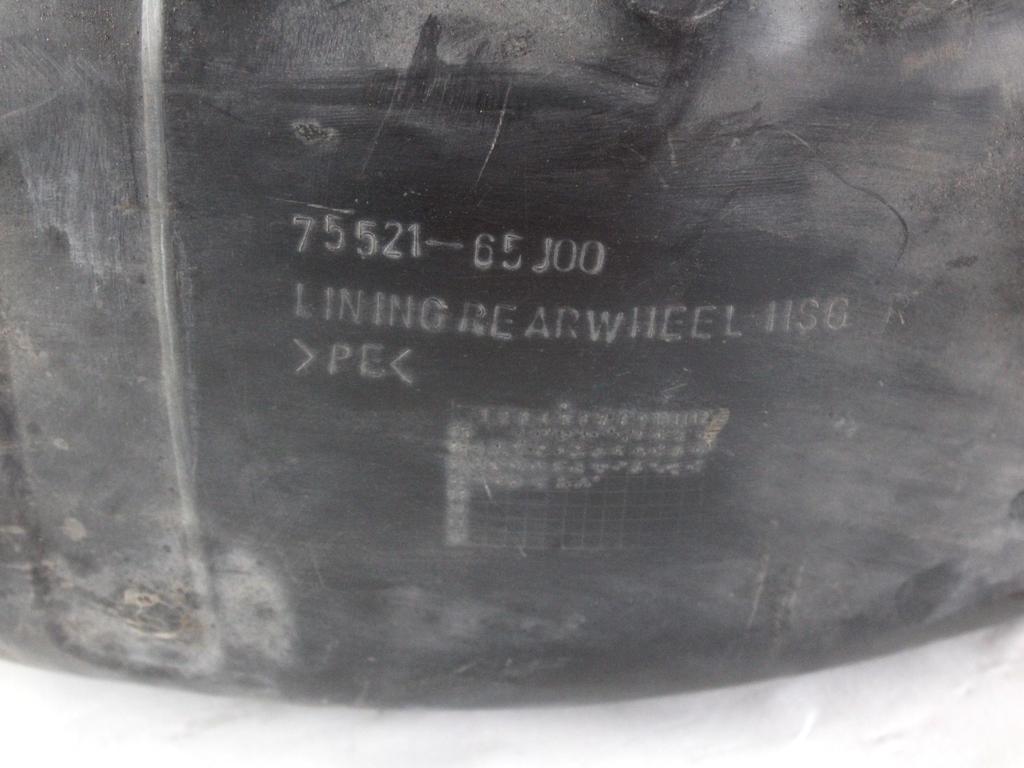 75521-65J00
LINING REAR WHEEL HSG R
>PE<